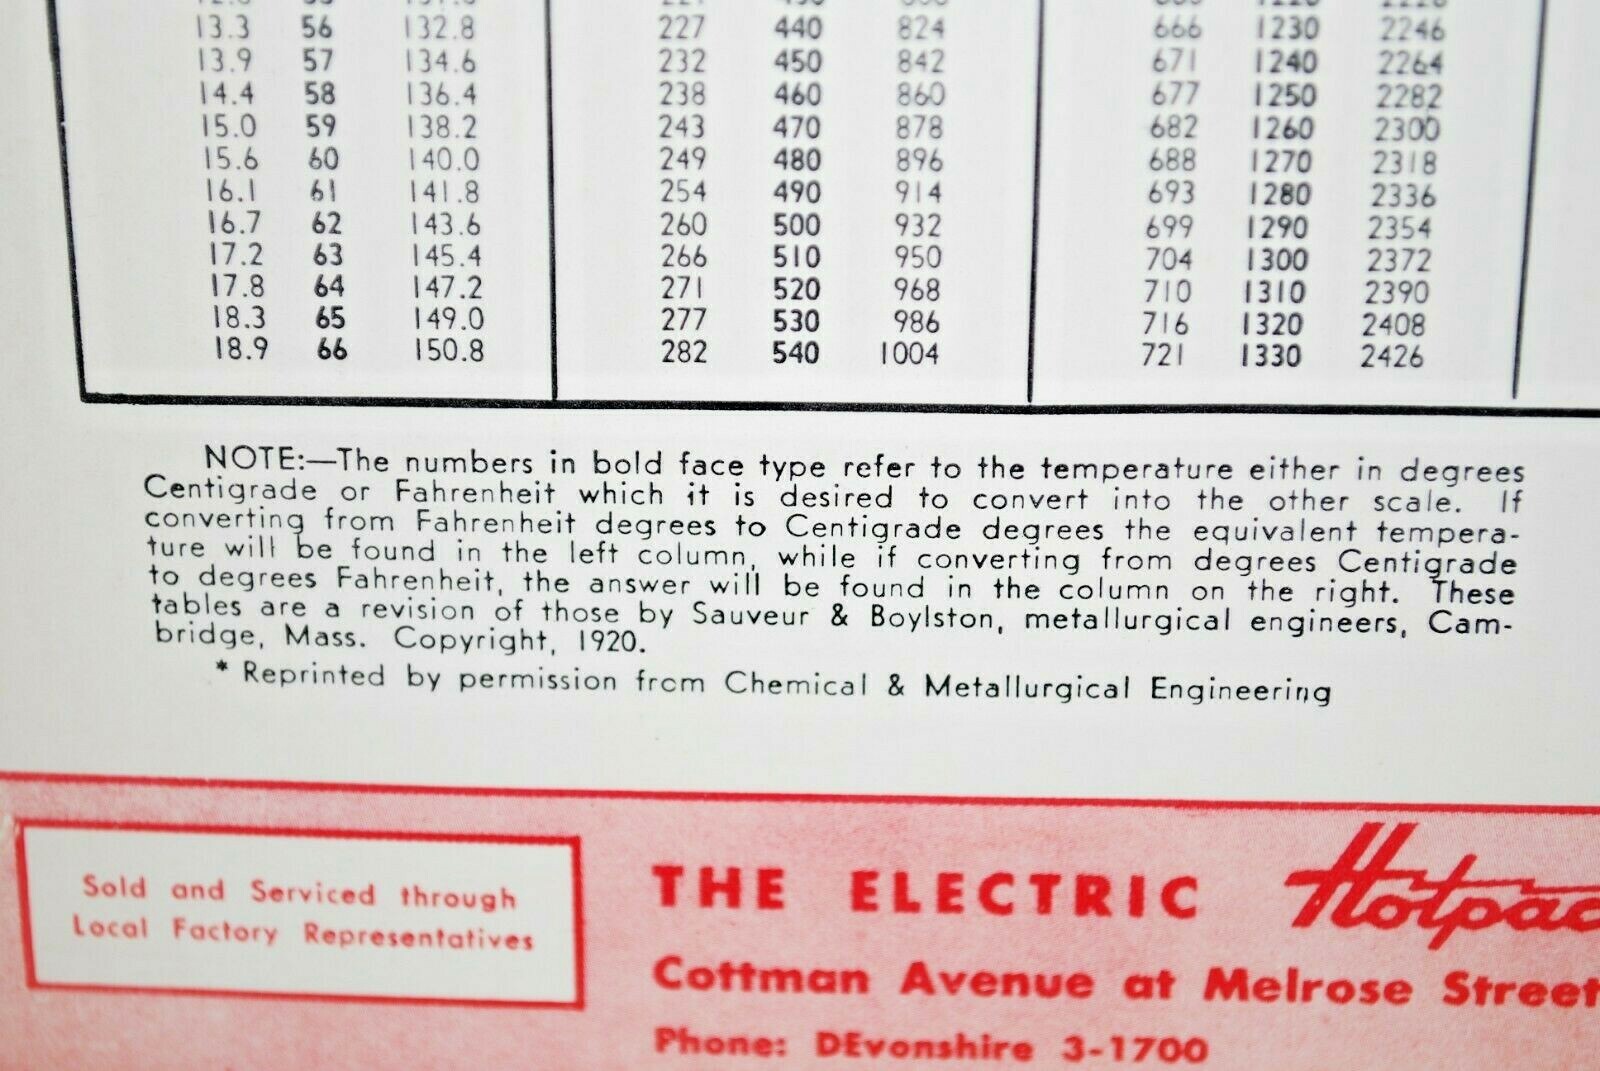 13.3 56 132.8 227 440 824 666 1230 2246
13.9 57 134.6 232 450 842 671 1240 2264
14.4 58 136.4 238 460 860 677 1250 2282
15.0 59 138.2 243 470 878 682 1260 2300
15.6 60 140.0 249 480 896 688 1270 2318
16.1 61 141.8 254 490 914 693 1280 2336
16.7 62 143.6 260 500 932 699 1290 2354
17.2 63 145.4 266 510 950 704 1300 2372
17.8 64 147.2 271 520 968 710 1310 2390
18.3 65 149.0 277 530 986 716 1320 2408
18.9 66 150.8 282 540 1004 721 1330 2426
NOTE:—The numbers in bold face type refer to the temperature either in degrees
Centigrade or Fahrenheit which it is desired to convert into the other scale. If
converting from Fahrenheit degrees to Centigrade degrees the equivalent tempera-
ture will be found in the left column, while if converting from degrees Centigrade
to degrees Fahrenheit, the answer will be found in the column on the right. These
tables are a revision of those by Sauveur & Boylston, metallurgical engineers, Cam-
bridge, Mass. Copyright, 1920.
* Reprinted by permission from Chemical & Metallurgical Engineering
Sold and Serviced through
Local Factory Representatives
THE ELECTRIC Hotpac
Cottman Avenue at Melrose Street
Phone: DEvonshire 3-1700